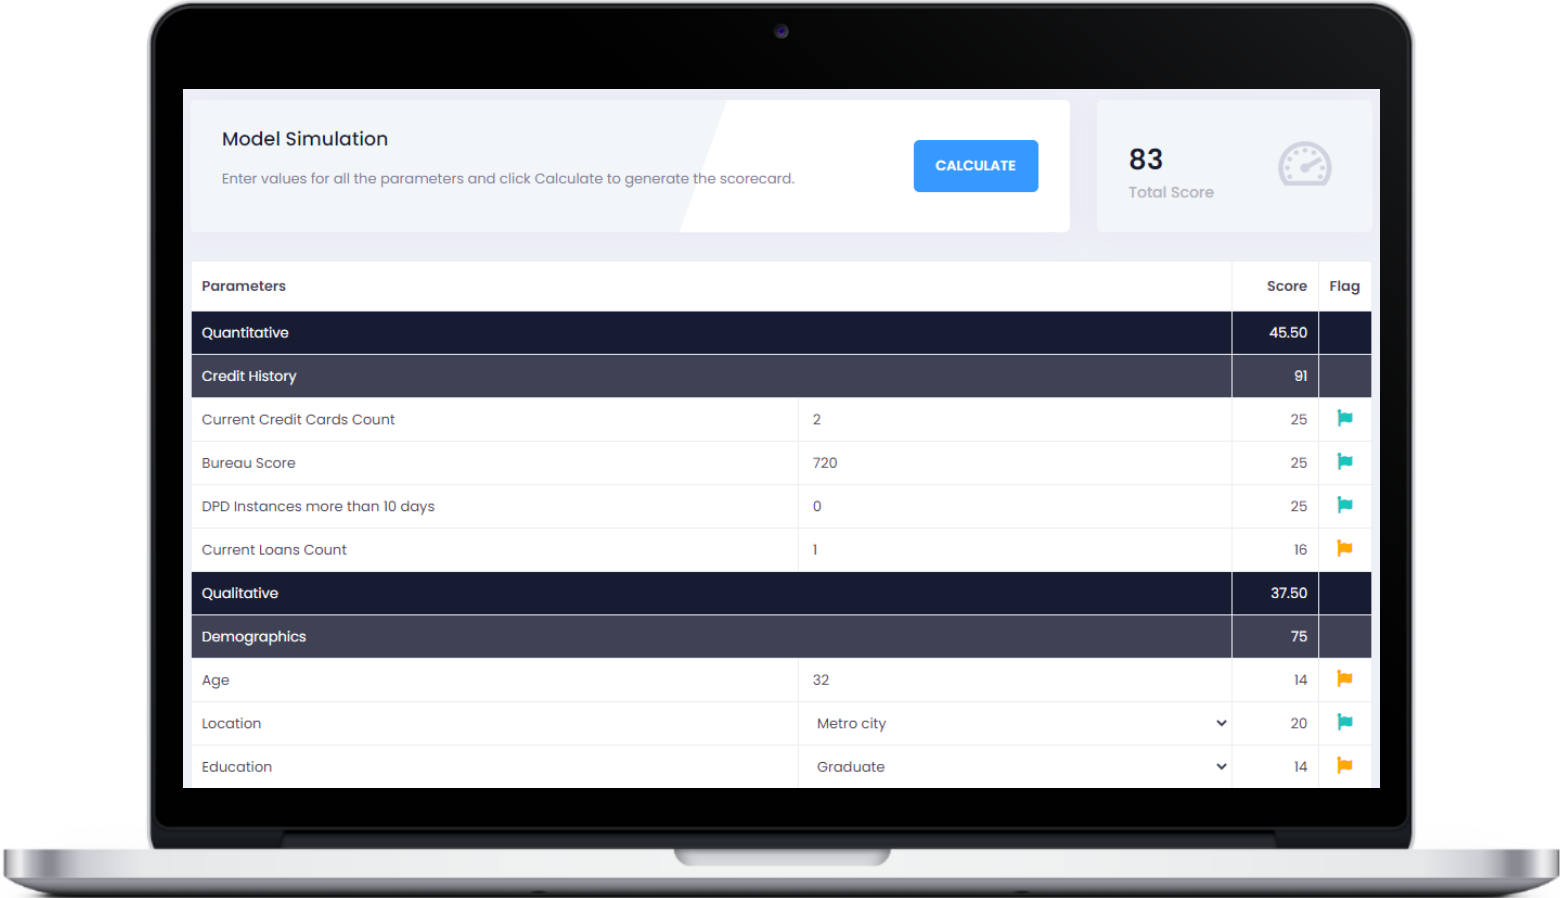 Model Simulation
Enter values for all the parameters and click Calculate to generate the scorecard.
CALCULATE
83
Total Score
Parameters Score Flag
Quantitative 45.50
Credit History 91
Current Credit Cards Count 2 25
Bureau Score 720 25
DPD Instances more than 10 days 0 25
Current Loans Count 1 16
Qualitative 37.50
Demographics 75
Age 32 14
Location Metro city 20
Education Graduate 14